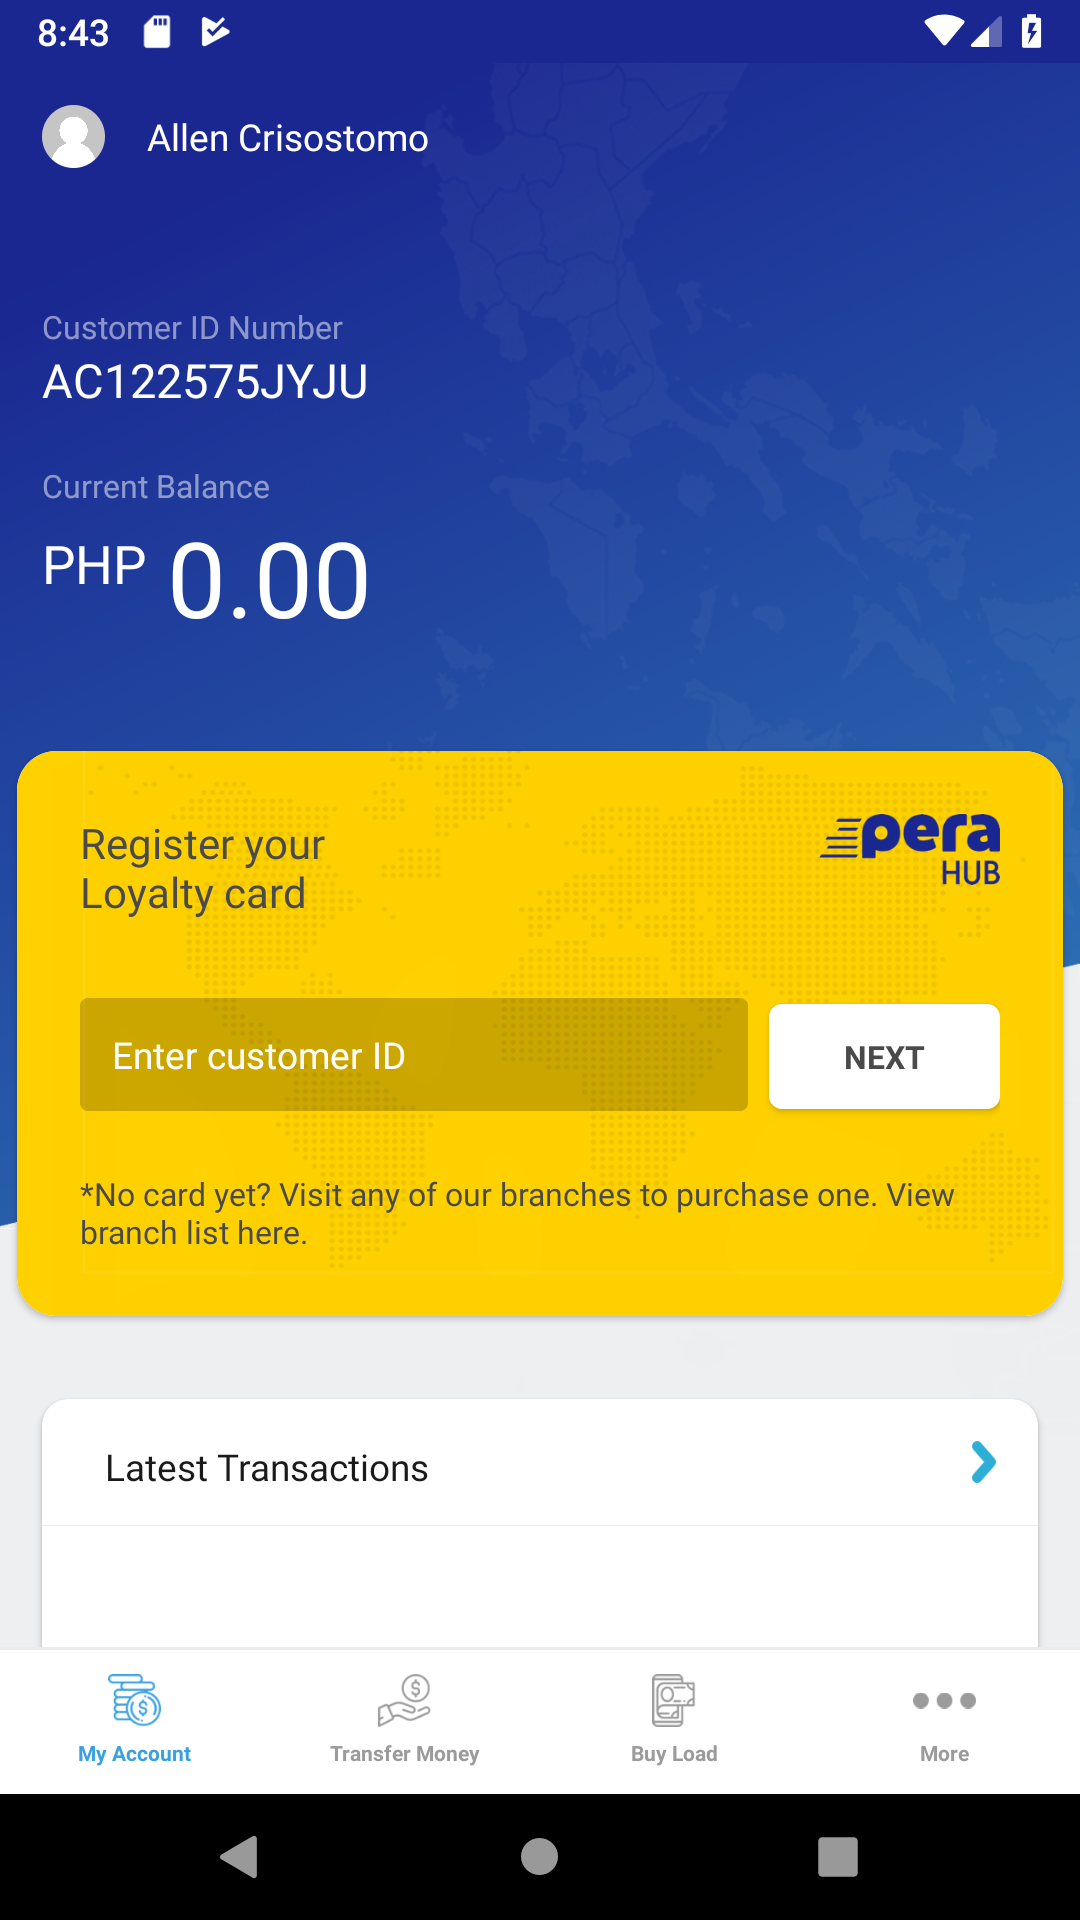 8:43
Allen Crisostomo
Customer ID Number
AC122575JYJU
Current Balance
PHP 0.00
Register your
Loyalty card
pera
HUB
Enter customer ID
NEXT
*No card yet? Visit any of our branches to purchase one. View
branch list here.
Latest Transactions
My Account
Transfer Money
Buy Load
More